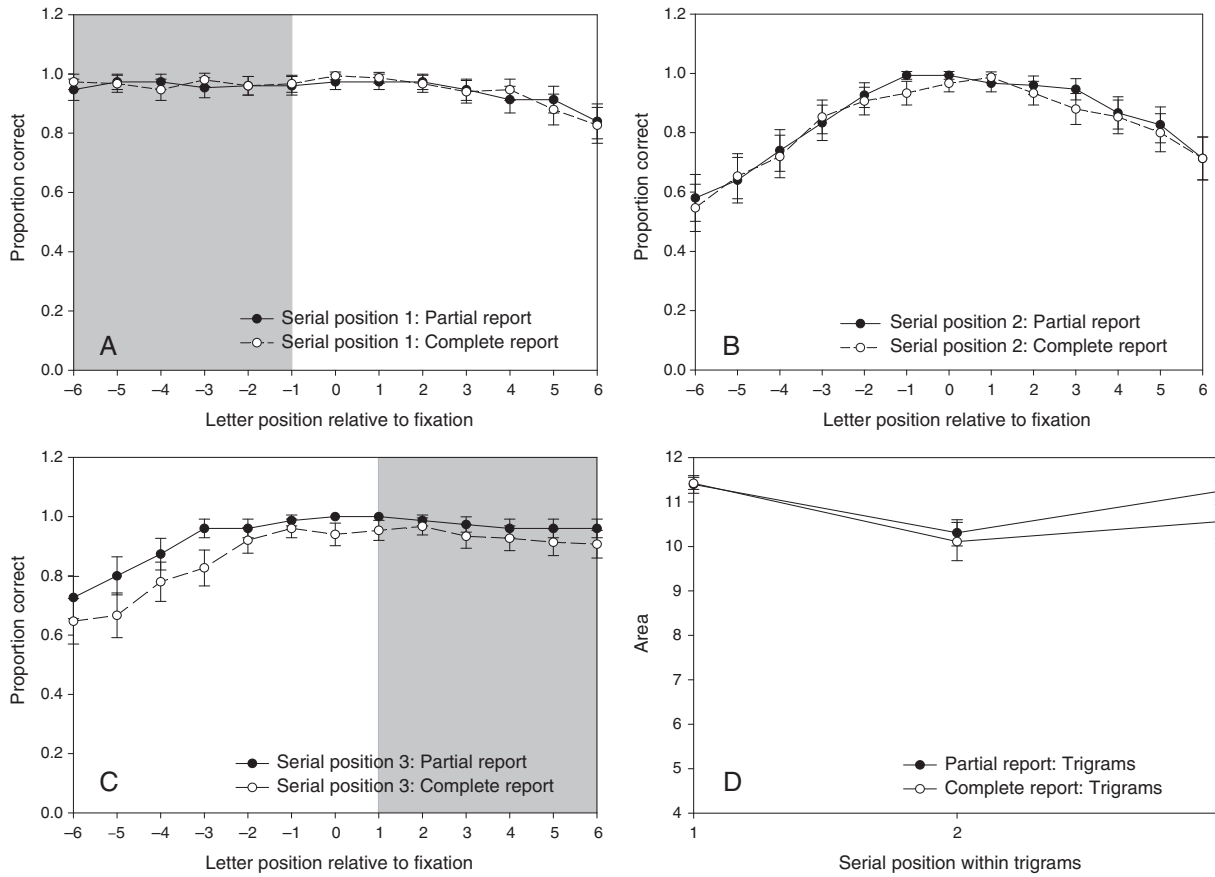 1.2
1.0
0.8
0.6
0.4
0.2
0.0
Proportion correct
Serial position 1: Partial report
Serial position 1: Complete report
A
–6 –5 –4 –3 –2 –1 0 1 2 3 4 5 6
Letter position relative to fixation
1.2
1.0
0.8
0.6
0.4
0.2
0.0
Proportion correct
Serial position 2: Partial report
Serial position 2: Complete report
B
–6 –5 –4 –3 –2 –1 0 1 2 3 4 5 6
Letter position relative to fixation
1.2
1.0
0.8
0.6
0.4
0.2
0.0
Proportion correct
Serial position 3: Partial report
Serial position 3: Complete report
C
–6 –5 –4 –3 –2 –1 0 1 2 3 4 5 6
Letter position relative to fixation
12
11
10
9
8
7
6
5
4
Area
Partial report: Trigrams
Complete report: Trigrams
D
1 2
Serial position within trigrams